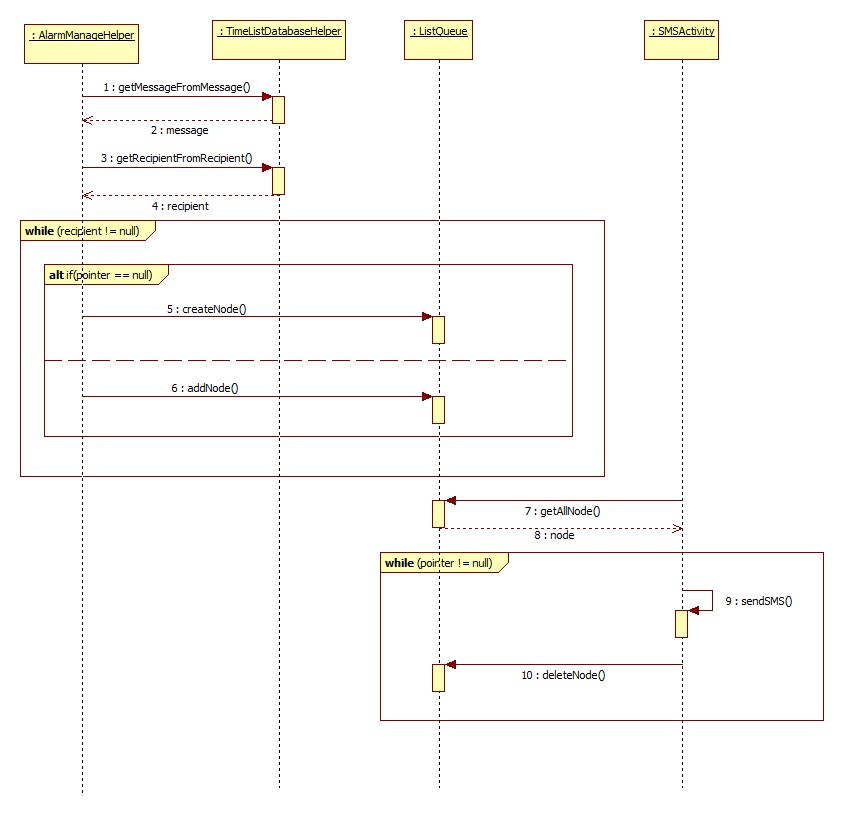 : AlarmManageHelper
: TimeListDatabaseHelper
: ListQueue
: SMSActivity
1 : getMessageFromMessage()
2 : message
3 : getRecipientFromRecipient()
4 : recipient
while (recipient != null)
alt if(pointer == null)
5 : createNode()
6 : addNode()
7 : getAllNode()
8 : node
while (pointer != null)
9 : sendSMS()
10 : deleteNode()